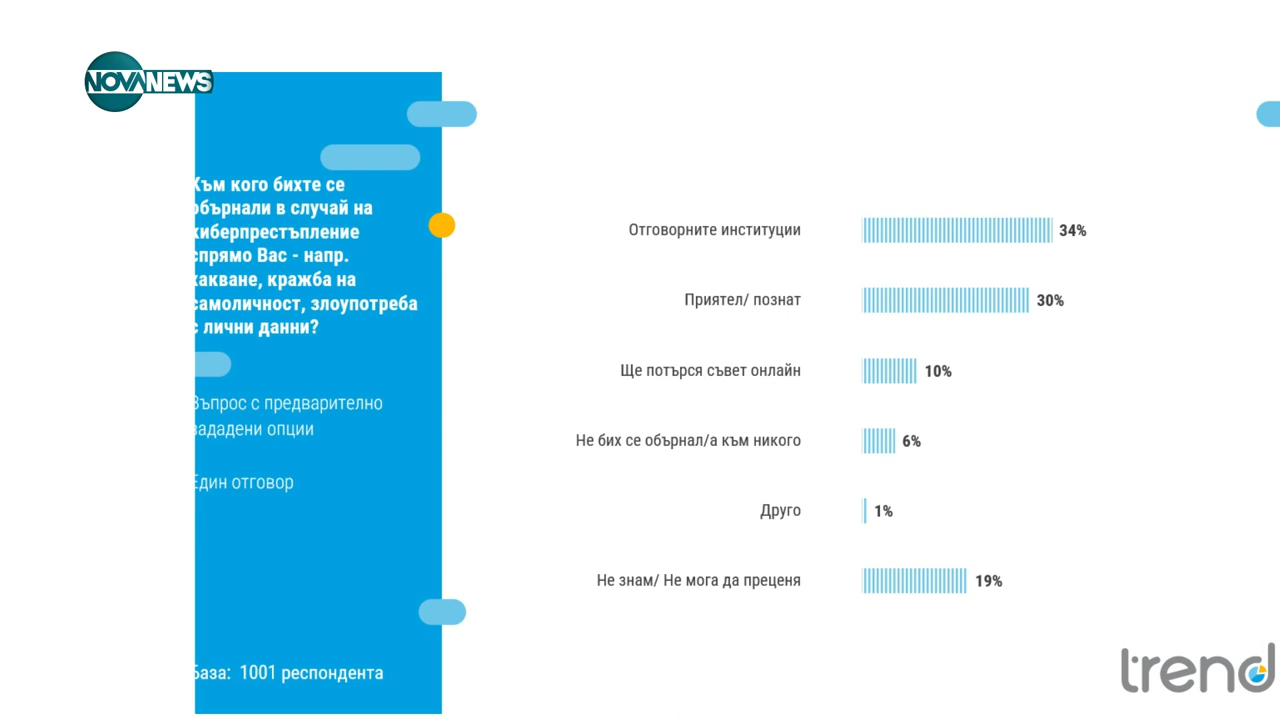 NOVANEWS
Към кого бихте се
обърнали в случай на
киберпрестъпление
спрямо Вас - напр.
хакване, кражба на
самоличност, злоупотреба
с лични данни?
Въпрос с предварително
зададени опции
Един отговор
База: 1001 респондента
Отговорните институции 34%
Приятел/ познат 30%
Ще потърся съвет онлайн 10%
Не бих се обърнал/а към никого 6%
Друго 1%
Не знам/ Не мога да преценя 19%
trend